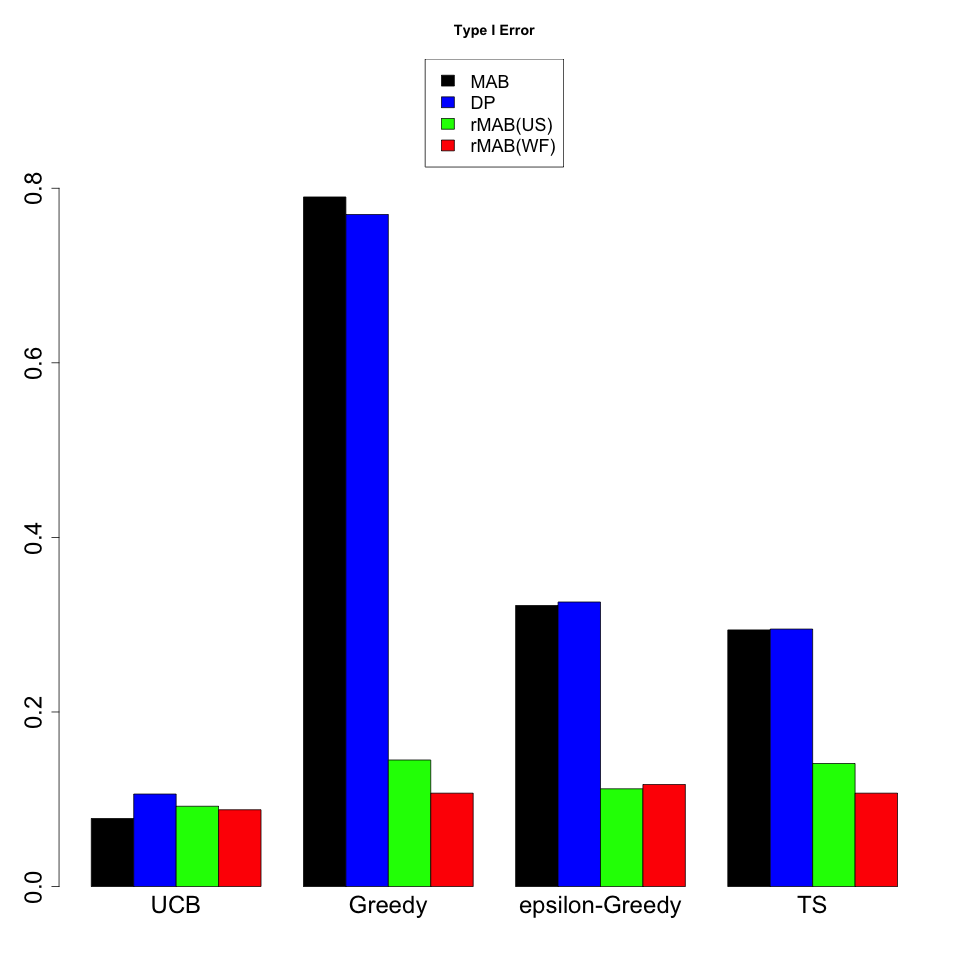 Type I Error
MAB
DP
rMAB(US)
rMAB(WF)
0.8
0.6
0.4
0.2
0.0
UCB Greedy epsilon-Greedy TS